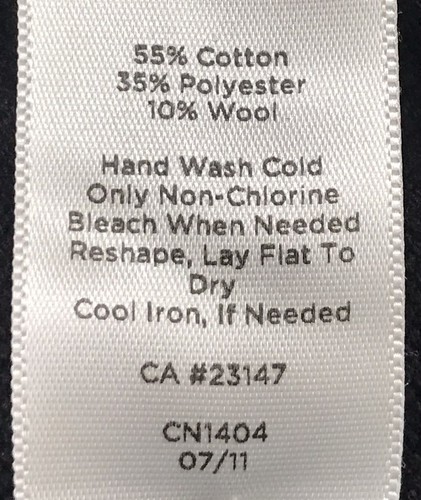 55% Cotton
35% Polyester
10% Wool
Hand Wash Cold
Only Non-Chlorine
Bleach When Needed
Reshape, Lay Flat To
Dry
Cool Iron, If Needed
CA #23147
CN1404
07/11